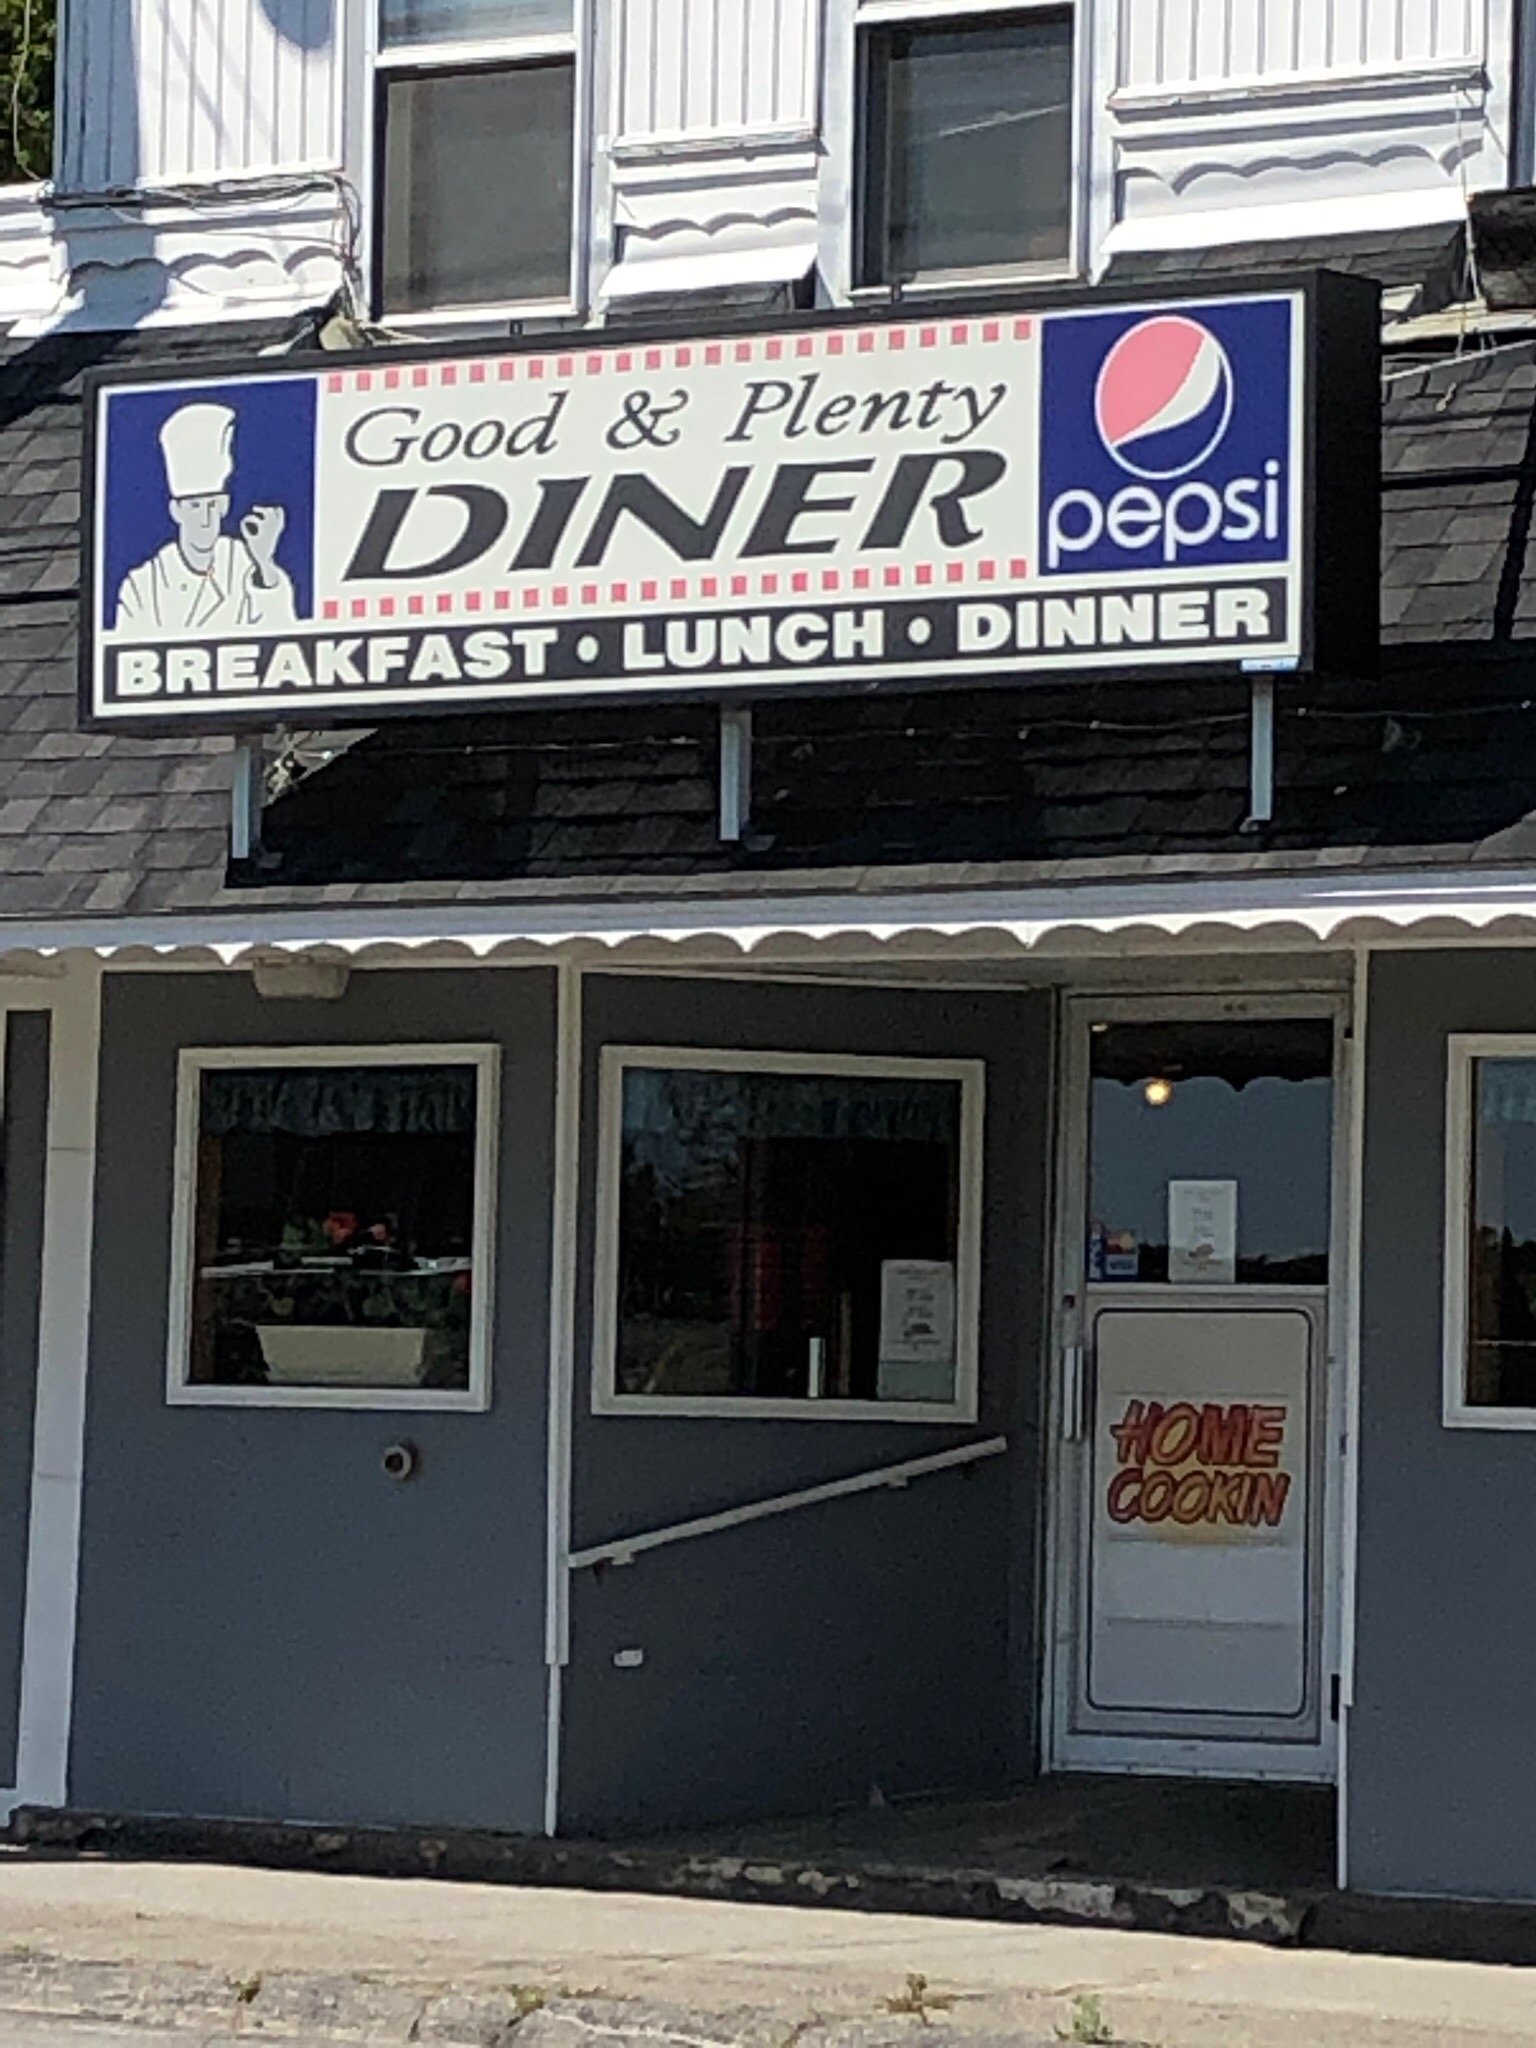 Good & Plenty
DINER
pepsi
BREAKFAST • LUNCH • DINNER
HOME
COOKIN